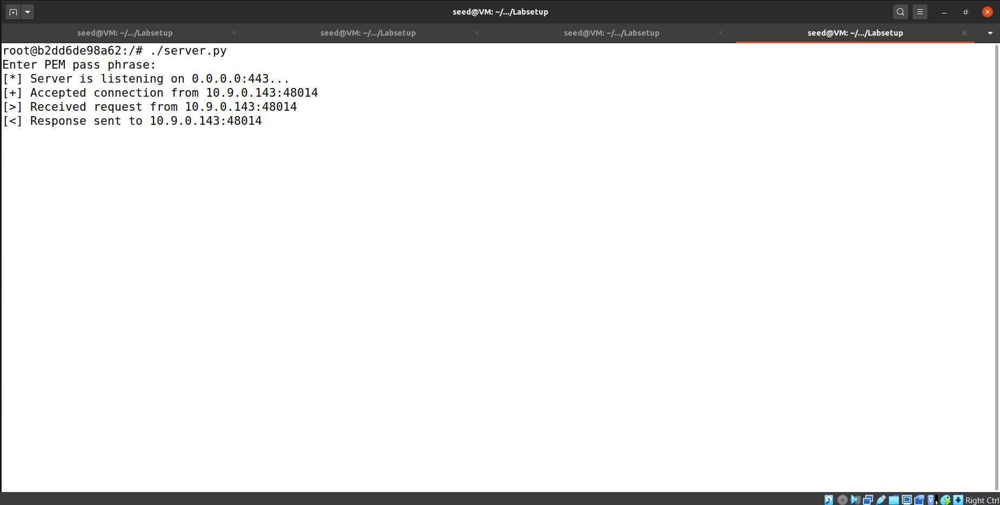 seed@VM: ~/.../Labsetup
seed@VM: ~/.../Labsetup
seed@VM: ~/.../Labsetup
seed@VM: ~/.../Labsetup
seed@VM: ~/.../Labsetup
root@b2dd6de98a62:/# ./server.py
Enter PEM pass phrase:
[*] Server is listening on 0.0.0.0:443...
[+] Accepted connection from 10.9.0.143:48014
[>] Received request from 10.9.0.143:48014
[<] Response sent to 10.9.0.143:48014
Right Ctrl